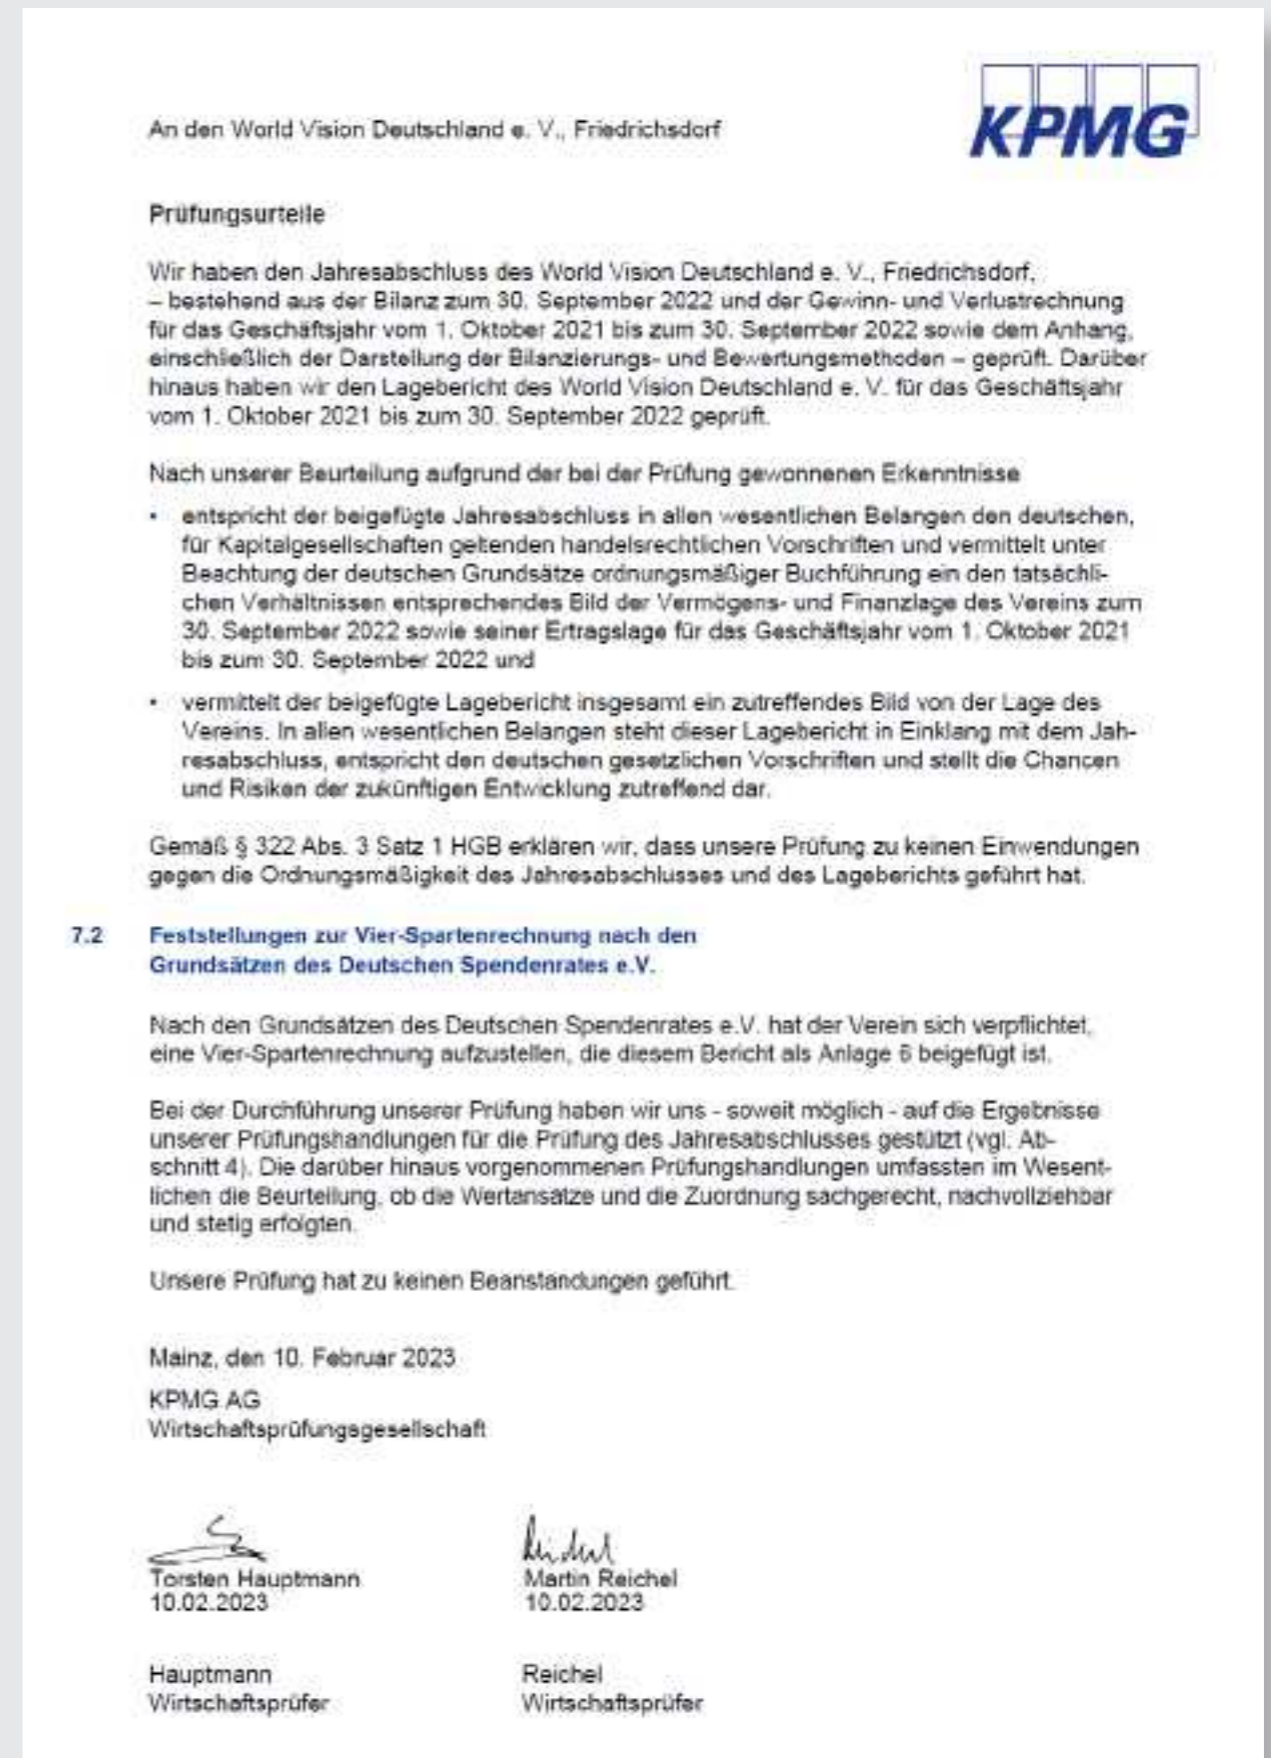 KPMG
An den World Vision Deutschland e. V., Friedrichsdorf
Prüfungsurteile
Wir haben den Jahresabschluss des World Vision Deutschland e. V., Friedrichsdorf,
– bestehend aus der Bilanz zum 30. September 2022 und der Gewinn- und Verlustrechnung
für das Geschäftsjahr vom 1. Oktober 2021 bis zum 30. September 2022 sowie dem Anhang,
einschließlich der Darstellung der Bilanzierungs- und Bewertungsmethoden – geprüft. Darüber
hinaus haben wir den Lagebericht des World Vision Deutschland e. V. für das Geschäftsjahr
vom 1. Oktober 2021 bis zum 30. September 2022 geprüft.
Nach unserer Beurteilung aufgrund der bei der Prüfung gewonnenen Erkenntnisse
• entspricht der beigefügte Jahresabschluss in allen wesentlichen Belangen den deutschen,
für Kapitalgesellschaften geltenden handelsrechtlichen Vorschriften und vermittelt unter
Beachtung der deutschen Grundsätze ordnungsmäßiger Buchführung ein den tatsächli-
chen Verhältnissen entsprechendes Bild der Vermögens- und Finanzlage des Vereins zum
30. September 2022 sowie seiner Ertragslage für das Geschäftsjahr vom 1. Oktober 2021
bis zum 30. September 2022 und
• vermittelt der beigefügte Lagebericht insgesamt ein zutreffendes Bild von der Lage des
Vereins. In allen wesentlichen Belangen steht dieser Lagebericht in Einklang mit dem Jah-
resabschluss, entspricht den deutschen gesetzlichen Vorschriften und stellt die Chancen
und Risiken der zukünftigen Entwicklung zutreffend dar.
Gemäß § 322 Abs. 3 Satz 1 HGB erklären wir, dass unsere Prüfung zu keinen Einwendungen
gegen die Ordnungsmäßigkeit des Jahresabschlusses und des Lageberichts geführt hat.
7.2 Feststellungen zur Vier-Spartenrechnung nach den
Grundsätzen des Deutschen Spendenrates e.V.
Nach den Grundsätzen des Deutschen Spendenrates e.V. hat der Verein sich verpflichtet,
eine Vier-Spartenrechnung aufzustellen, die diesem Bericht als Anlage 6 beigefügt ist.
Bei der Durchführung unserer Prüfung haben wir uns - soweit möglich - auf die Ergebnisse
unserer Prüfungshandlungen für die Prüfung des Jahresabschlusses gestützt (vgl. Ab-
schnitt 4). Die darüber hinaus vorgenommenen Prüfungshandlungen umfassten im Wesent-
lichen die Beurteilung, ob die Wertansätze und die Zuordnung sachgerecht, nachvollziehbar
und stetig erfolgten.
Unsere Prüfung hat zu keinen Beanstandungen geführt.
Mainz, den 10. Februar 2023
KPMG AG
Wirtschaftsprüfungsgesellschaft
Torsten Hauptmann
10.02.2023
Martin Reichel
10.02.2023
Hauptmann
Wirtschaftsprüfer
Reichel
Wirtschaftsprüfer